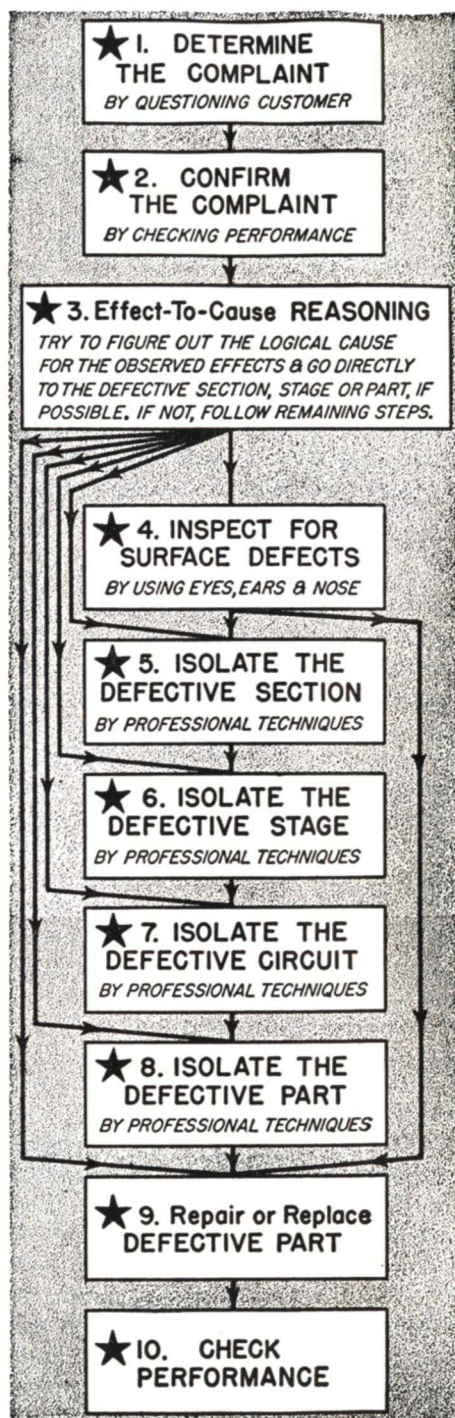 ★ 1. DETERMINE
THE COMPLAINT
BY QUESTIONING CUSTOMER
★ 2. CONFIRM
THE COMPLAINT
BY CHECKING PERFORMANCE
★ 3. Effect-To-Cause REASONING
TRY TO FIGURE OUT THE LOGICAL CAUSE
FOR THE OBSERVED EFFECTS & GO DIRECTLY
TO THE DEFECTIVE SECTION, STAGE OR PART, IF
POSSIBLE. IF NOT, FOLLOW REMAINING STEPS.
★ 4. INSPECT FOR
SURFACE DEFECTS
BY USING EYES, EARS & NOSE
★ 5. ISOLATE THE
DEFECTIVE SECTION
BY PROFESSIONAL TECHNIQUES
★ 6. ISOLATE THE
DEFECTIVE STAGE
BY PROFESSIONAL TECHNIQUES
★ 7. ISOLATE THE
DEFECTIVE CIRCUIT
BY PROFESSIONAL TECHNIQUES
★ 8. ISOLATE THE
DEFECTIVE PART
BY PROFESSIONAL TECHNIQUES
★ 9. Repair or Replace
DEFECTIVE PART
★ 10. CHECK
PERFORMANCE